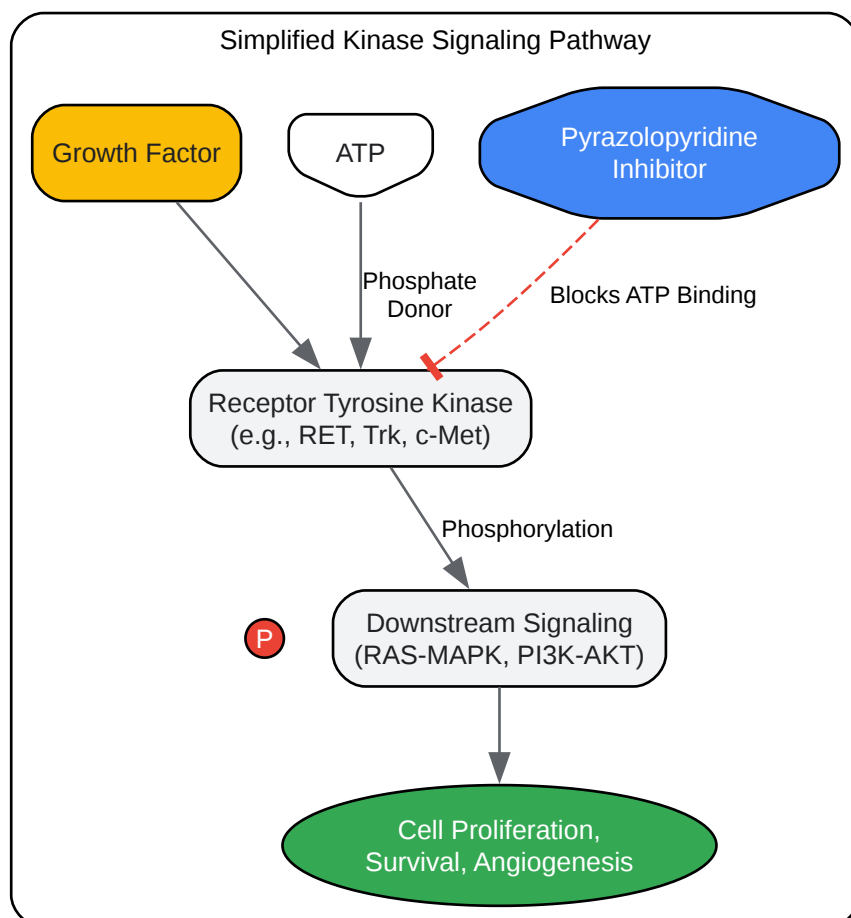 Simplified Kinase Signaling Pathway
Growth Factor
ATP
Pyrazolopyridine
Inhibitor
Phosphate
Donor
Blocks ATP Binding
Receptor Tyrosine Kinase
(e.g., RET, Trk, c-Met)
Phosphorylation
P
Downstream Signaling
(RAS-MAPK, PI3K-AKT)
Cell Proliferation,
Survival, Angiogenesis